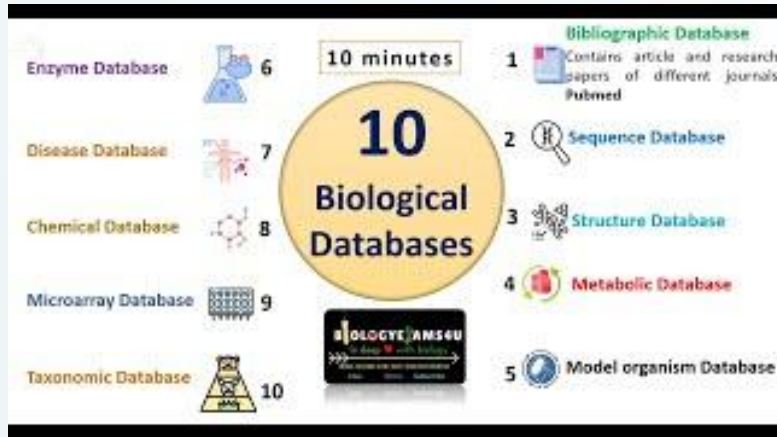 10 minutes
10
Biological
Databases
1
Bibliographic Database
Contains article and research
papers of different journals
Pubmed
2
Sequence Database
3
Structure Database
4
Metabolic Database
5
Model organism Database
Enzyme Database
6
Disease Database
7
Chemical Database
8
Microarray Database
9
Taxonomic Database
10